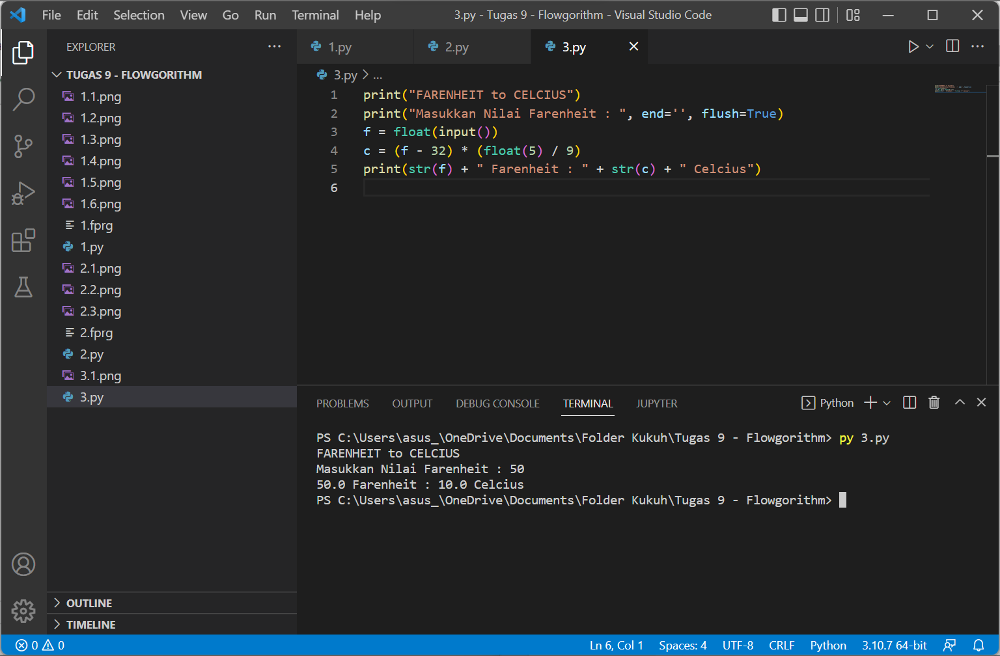 File Edit Selection View Go Run Terminal Help 3.py - Tugas 9 - Flowgorithm - Visual Studio Code
EXPLORER
TUGAS 9 - FLOWGORITHM
1.1.png
1.2.png
1.3.png
1.4.png
1.5.png
1.6.png
1.fprg
1.py
2.1.png
2.2.png
2.3.png
2.fprg
2.py
3.1.png
3.py
OUTLINE
TIMELINE
1.py 2.py 3.py
3.py > ...
1 print("FARENHEIT to CELCIUS")
2 print("Masukkan Nilai Farenheit : ", end='', flush=True)
3 f = float(input())
4 c = (f - 32) * (float(5) / 9)
5 print(str(f) + " Farenheit : " + str(c) + " Celcius")
6
PROBLEMS OUTPUT DEBUG CONSOLE TERMINAL JUPYTER Python
PS C:\Users\asus_\OneDrive\Documents\Folder Kukuh\Tugas 9 - Flowgorithm> py 3.py
FARENHEIT to CELCIUS
Masukkan Nilai Farenheit : 50
50.0 Farenheit : 10.0 Celcius
PS C:\Users\asus_\OneDrive\Documents\Folder Kukuh\Tugas 9 - Flowgorithm>
0 0 Ln 6, Col 1 Spaces: 4 UTF-8 CRLF Python 3.10.7 64-bit